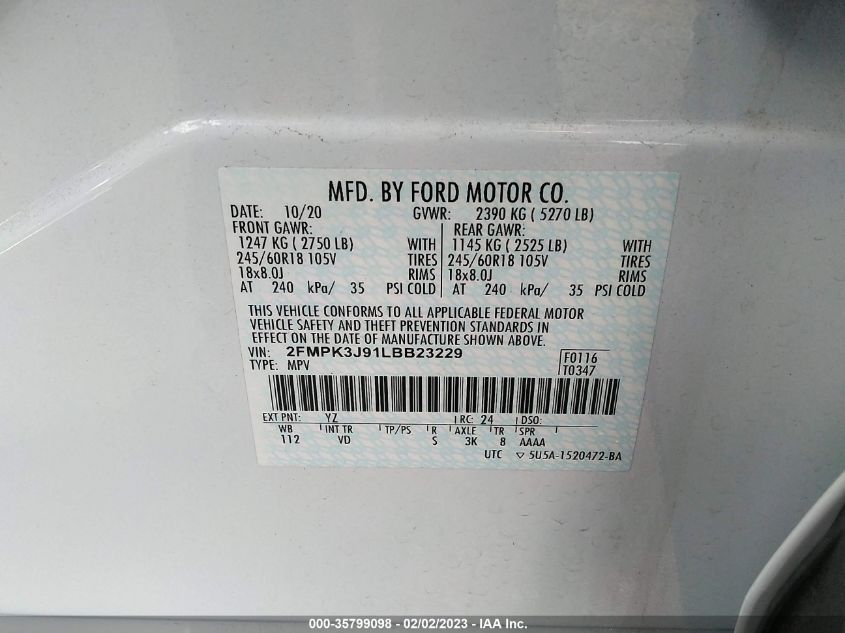 MFD. BY FORD MOTOR CO.
DATE: 10/20 GVWR: 2390 KG ( 5270 LB)
FRONT GAWR: REAR GAWR:
1247 KG ( 2750 LB) WITH 1145 KG ( 2525 LB) WITH
245/60R18 105V TIRES 245/60R18 105V TIRES
18x8.0J RIMS 18x8.0J RIMS
AT 240 kPa/ 35 PSI COLD AT 240 kPa/ 35 PSI COLD
THIS VEHICLE CONFORMS TO ALL APPLICABLE FEDERAL MOTOR
VEHICLE SAFETY AND THEFT PREVENTION STANDARDS IN
EFFECT ON THE DATE OF MANUFACTURE SHOWN ABOVE.
VIN: 2FMPK3J91LBB23229 F0116
TYPE: MPV T0347
EXT PNT: YZ RC: 24 DSO:
WB INT TR TP/PS R AXLE TR SPR
112 VD S 3K 8 AAAA
UTC ▽ 5U5A-1520472-BA
000-35799098 - 02/02/2023 - IAA Inc.